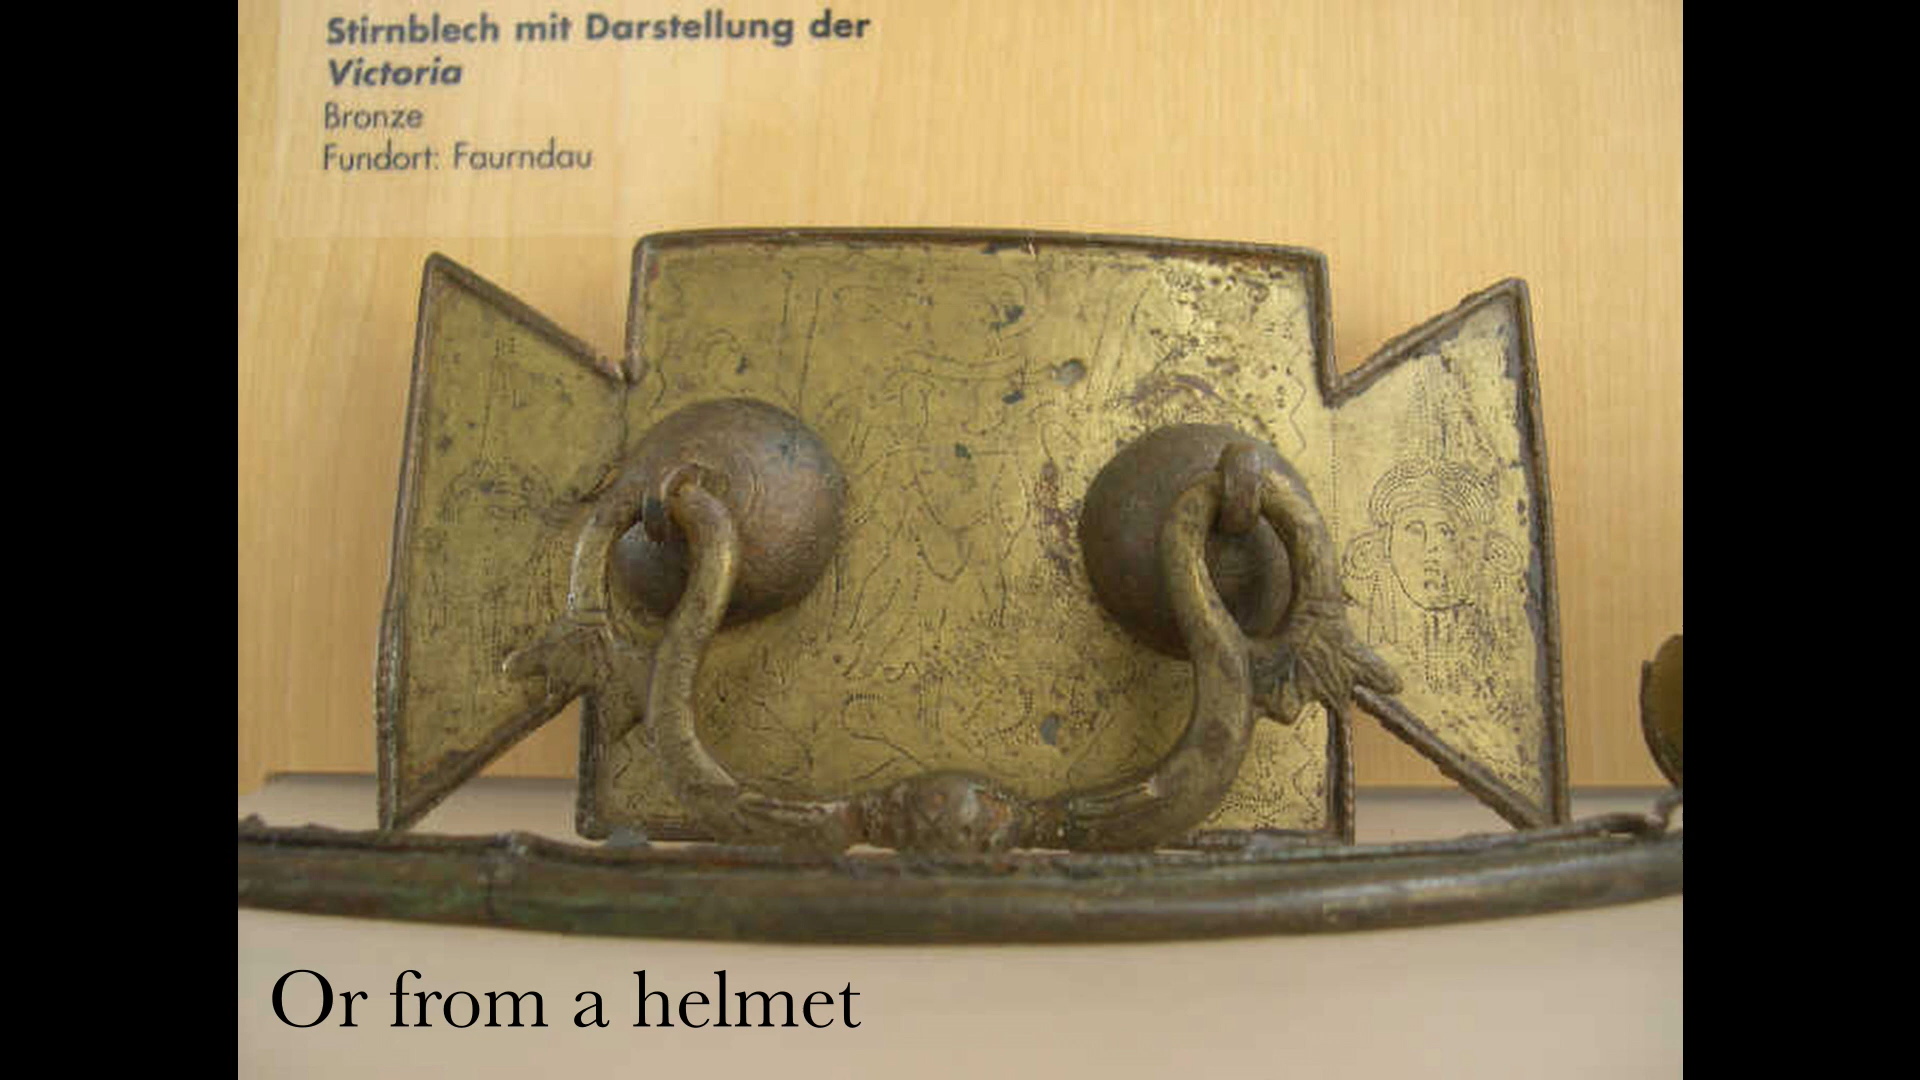 Stirnblech mit Darstellung der
Victoria
Bronze
Fundort: Faurndau
Or from a helmet